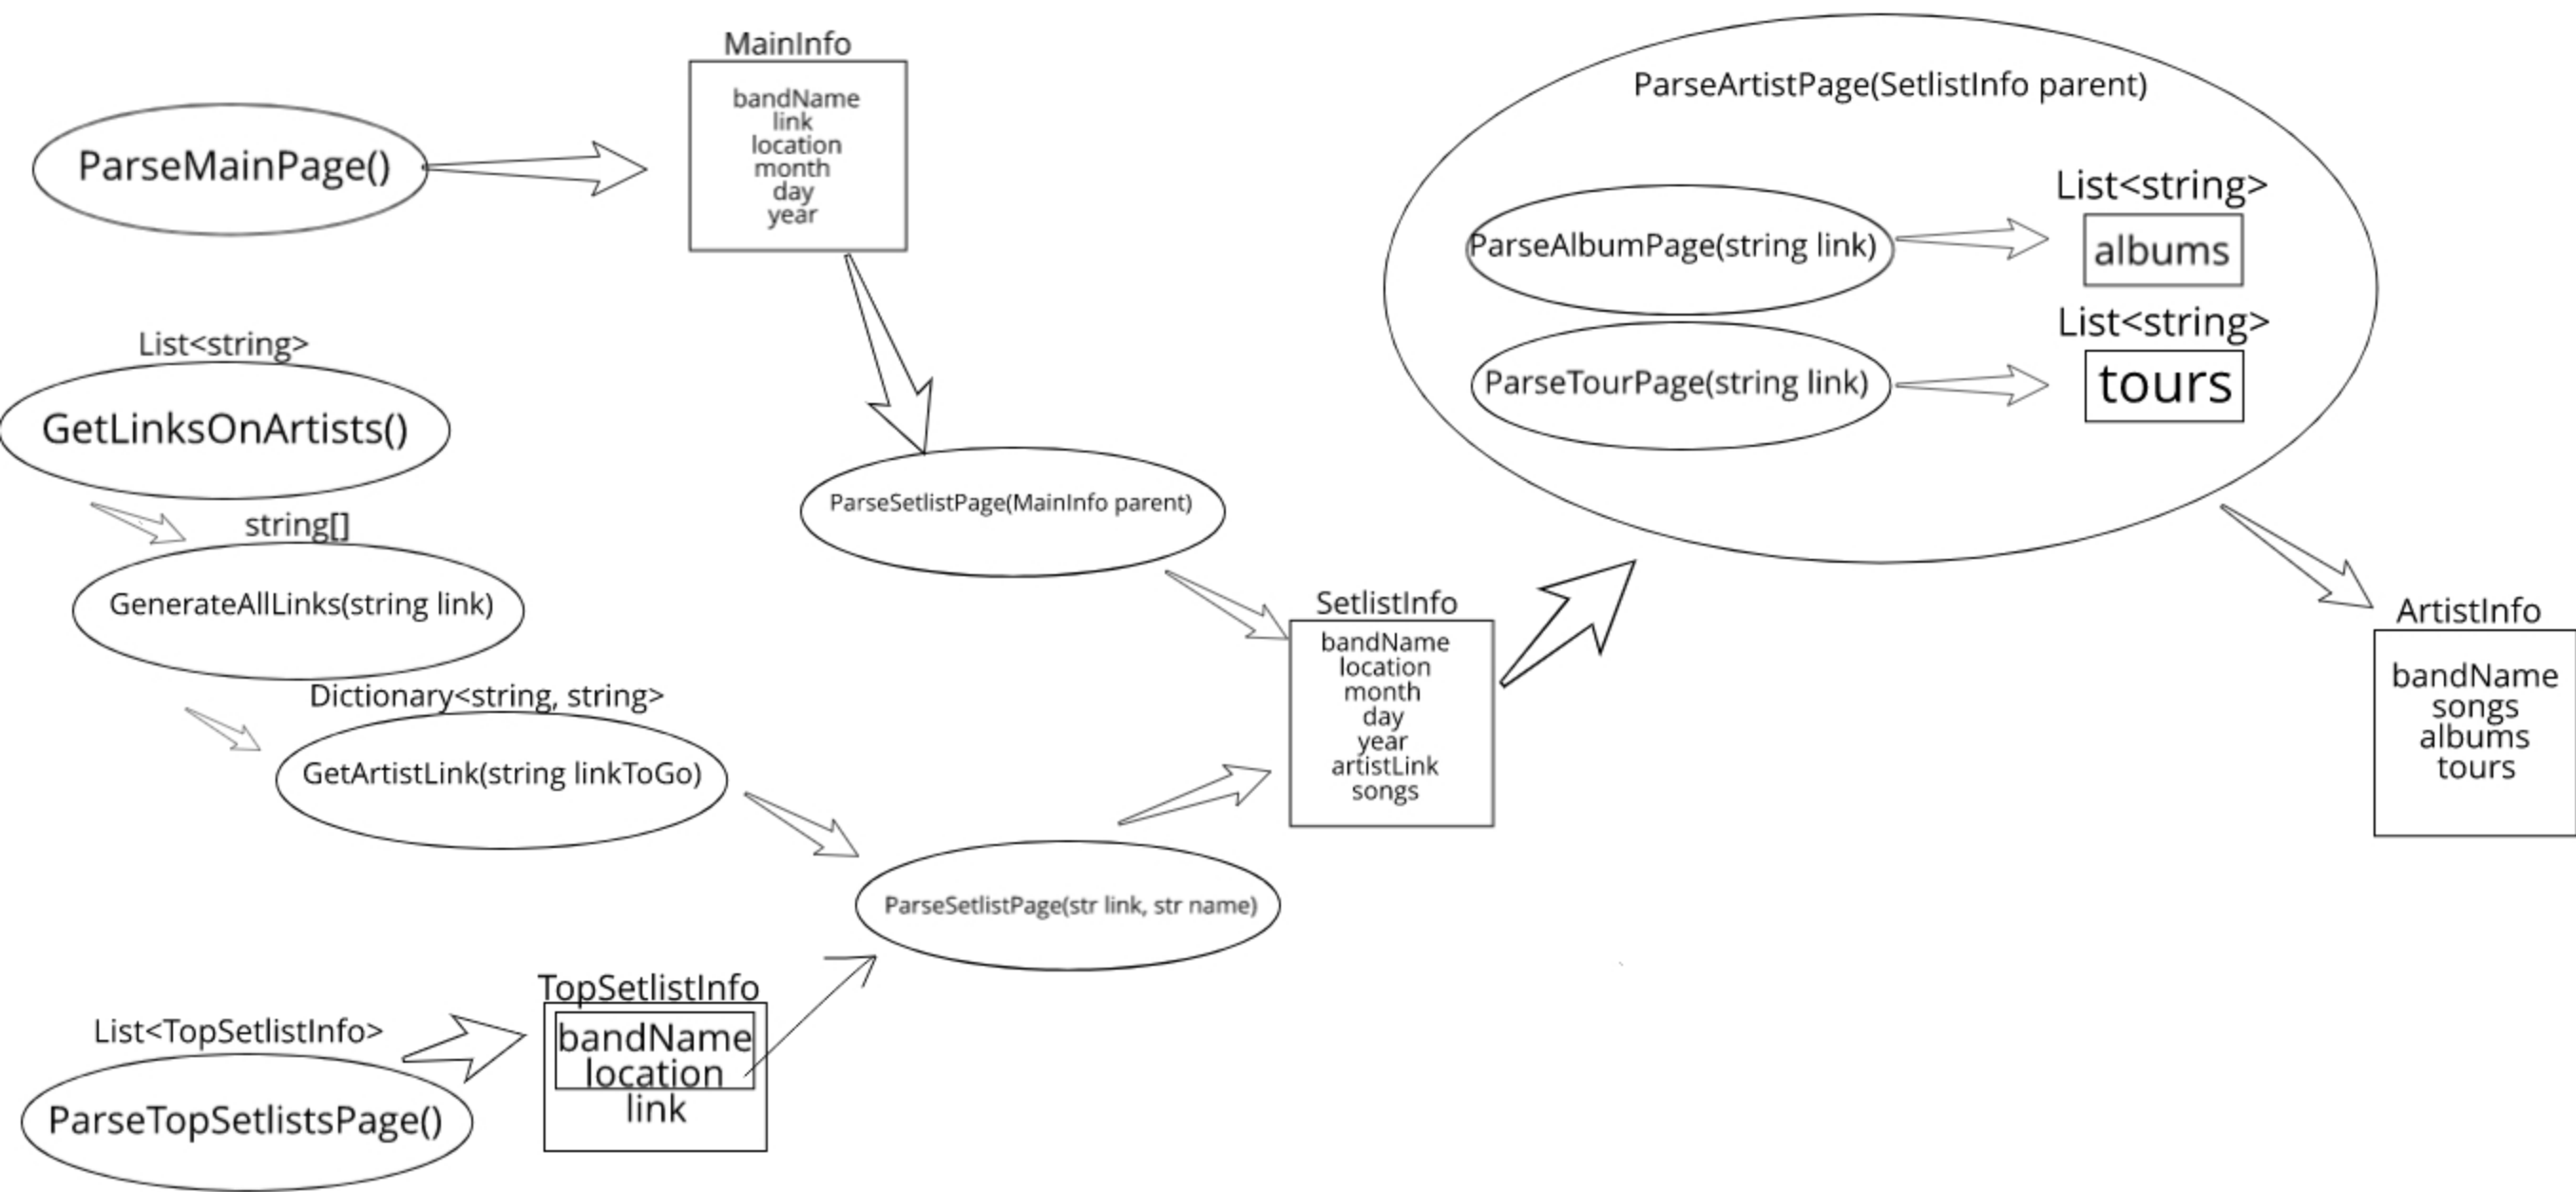 MainInfo
bandName
link
location
month
day
year
ParseMainPage()
ParseArtistPage(SetlistInfo parent)
List<string>
ParseAlbumPage(string link)
albums
List<string>
ParseTourPage(string link)
tours
List<string>
GetLinksOnArtists()
string[]
GenerateAllLinks(string link)
Dictionary<string, string>
GetArtistLink(string linkToGo)
ParseSetlistPage(MainInfo parent)
SetlistInfo
bandName
location
month
day
year
artistLink
songs
ArtistInfo
bandName
songs
albums
tours
ParseSetlistPage(str link, str name)
TopSetlistInfo
bandName
location
link
List<TopSetlistInfo>
ParseTopSetlistsPage()